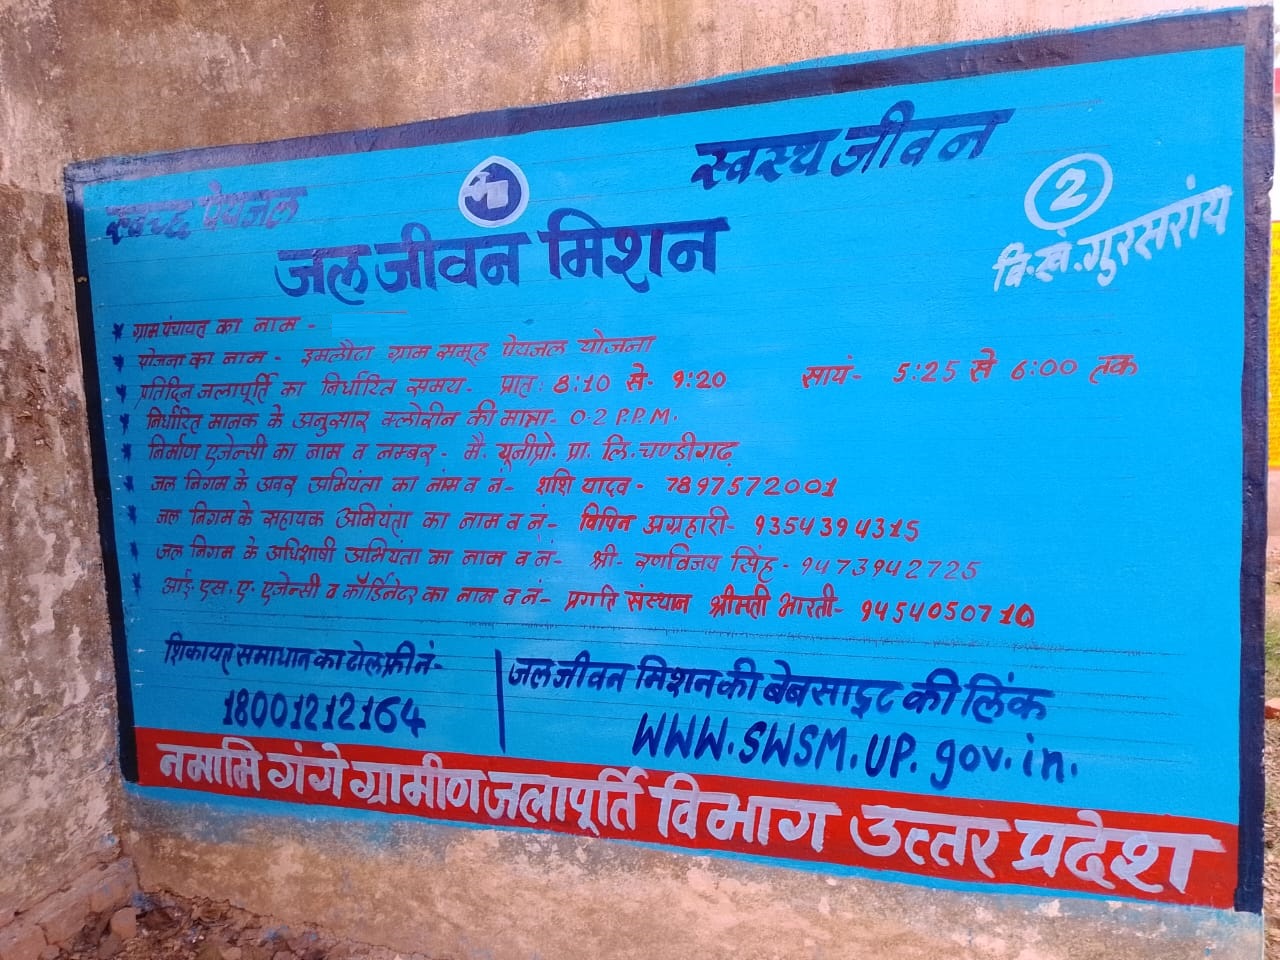 स्वच्छ पेयजल
स्वस्थ जीवन
2
वि.खं.गुरसरांय
जल जीवन मिशन
* ग्राम पंचायत का नाम -
* योजना का नाम - इमलौटा ग्राम समूह पेयजल योजना
* प्रतिदिन जलापूर्ति का निर्धारित समय- प्रातः 8:10 से- 9:20 सायं- 5:25 से 6:00 तक
* निर्धारित मानक के अनुसार क्लोरीन की मात्रा- 0.2 P.P.M.
* निर्माण एजेन्सी का नाम व नम्बर- मै. यूनीप्रो. प्रा. लि. चण्डीगढ़
* जल निगम के अवर अभियंता का नाम व नं- शशि यादव- 7897572001
* जल निगम के सहायक अभियंता का नाम व नं- विपिन अग्रहारी- 9354394315
* जल निगम के अधिशाषी अभियंता का नाम व नं- श्री- रणविजय सिंह- 9473942725
* आई. एस. ए. एजेन्सी व कॉर्डिनेटर का नाम व नं- प्रगति संस्थान श्रीमती भारती- 9454050710
शिकायत समाधान का टोल फ्री नं-
18001212164
जल जीवन मिशन की बेबसाइट की लिंक
WWW.SWSM.UP.gov.in.
नमामि गंगे ग्रामीण जलापूर्ति विभाग उत्तर प्रदेश